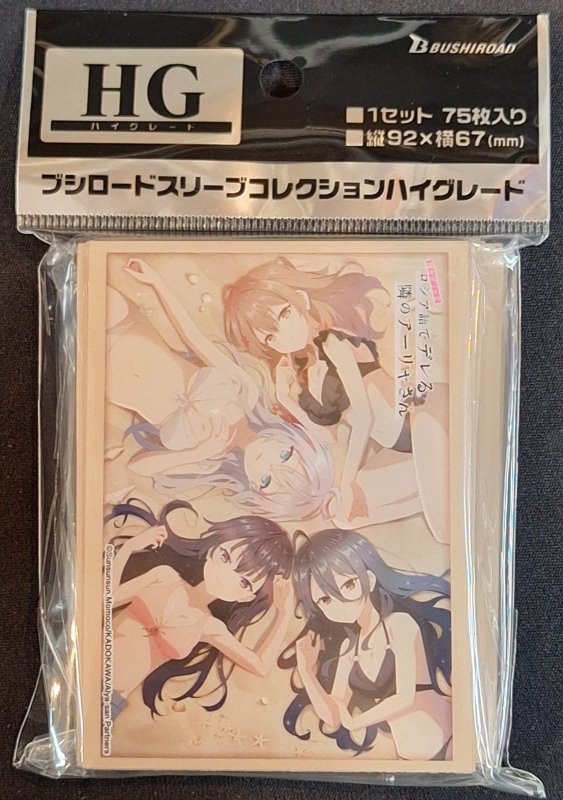 HG
ハイグレード
BUSHIROAD
■1セット 75枚入り
■縦92×横67(mm)
ブシロードスリーブコレクションハイグレード
ロシア語でデレる
隣のアーリャさん
©Sunsunsun,Momoco/KADOKAWA/Alya-san Partners